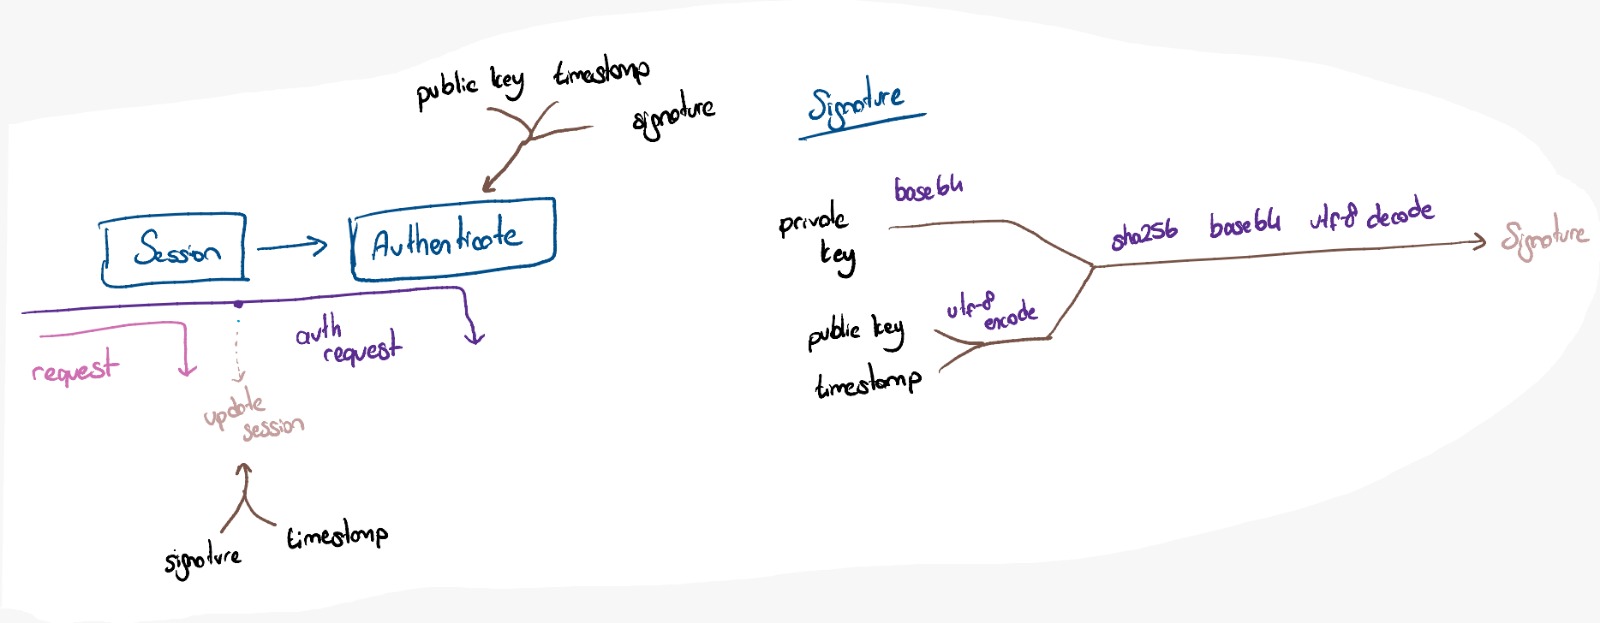 public key timestamp
signature
Session
Authenticate
auth
request
request
update
session
signature
timestamp
Signature
private
key
base64
public key
timestamp
utf-8
encode
sha256 base64 utf-8 decode
Signature